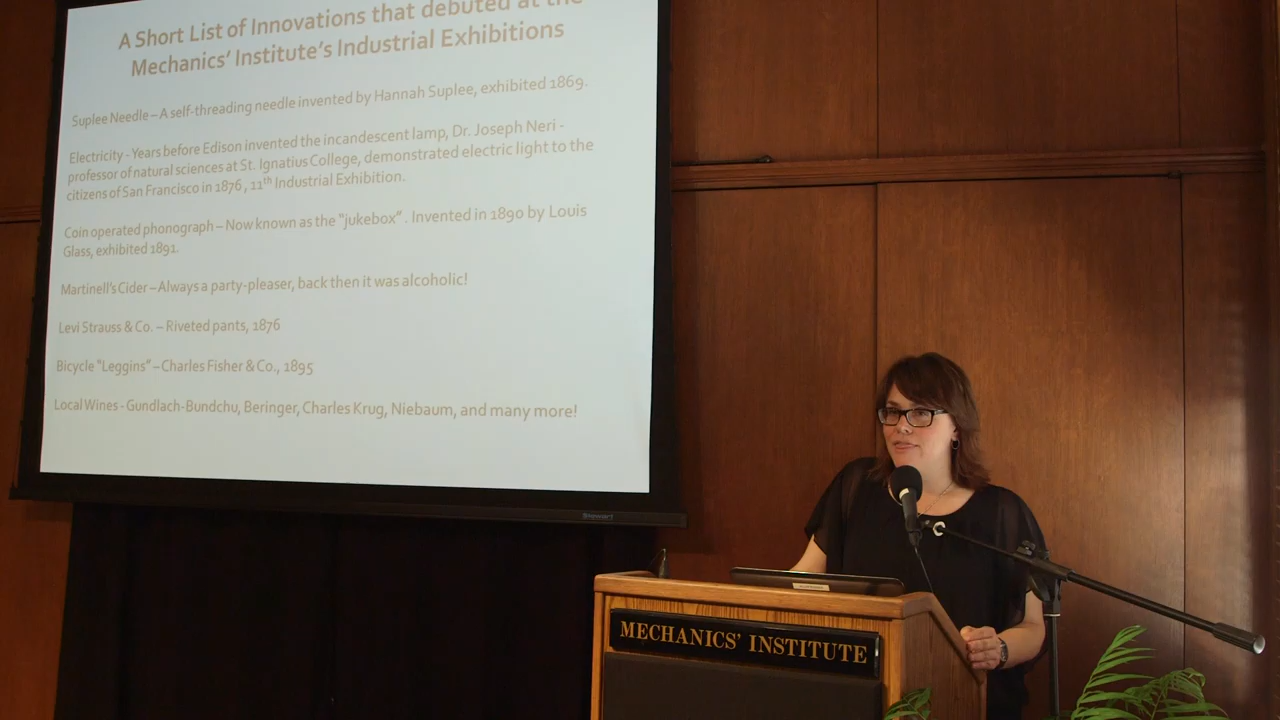 A Short List of Innovations that debuted at the
Mechanics' Institute's Industrial Exhibitions
Suplee Needle – A self-threading needle invented by Hannah Suplee, exhibited 1869.
Electricity - Years before Edison invented the incandescent lamp, Dr. Joseph Neri -
professor of natural sciences at St. Ignatius College, demonstrated electric light to the
citizens of San Francisco in 1876 , 11th Industrial Exhibition.
Coin operated phonograph – Now known as the "jukebox" . Invented in 1890 by Louis
Glass, exhibited 1891.
Martinell's Cider – Always a party-pleaser, back then it was alcoholic!
Levi Strauss & Co. – Riveted pants, 1876
Bicycle "Leggins" – Charles Fisher & Co., 1895
Local Wines - Gundlach-Bundchu, Beringer, Charles Krug, Niebaum, and many more!
Stewart
MECHANICS' INSTITUTE